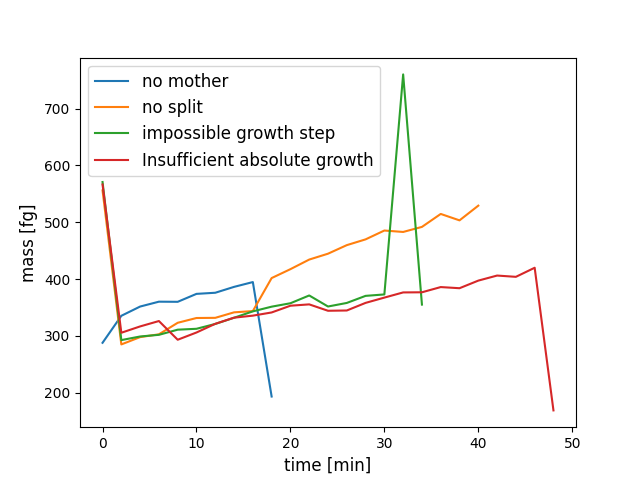 no mother
no split
impossible growth step
Insufficient absolute growth
700
600
500
400
300
200
mass [fg]
0 10 20 30 40 50
time [min]